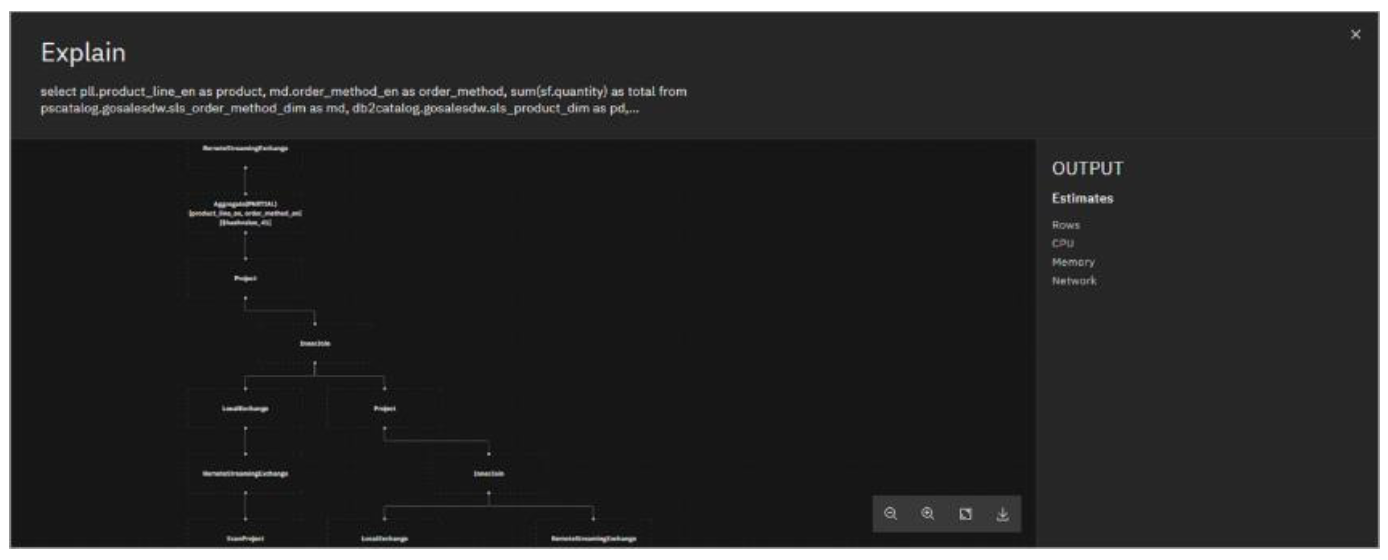 Explain
select pll.product_line_en as product, md.order_method_en as order_method, sum(sf.quantity) as total from
pscatalog.gosalesdw.sls_order_method_dim as md, db2catalog.gosalesdw.sls_product_dim as pd,...
RemoteStreamingExchange
Aggregate(PARTIAL)
[product_line_en, order_method_en]
Project
InnerJoin
LocalExchange
Project
RemoteStreamingExchange
InnerJoin
ScanProject
LocalExchange
RemoteStreamingExchange
OUTPUT
Estimates
Rows
CPU
Memory
Network